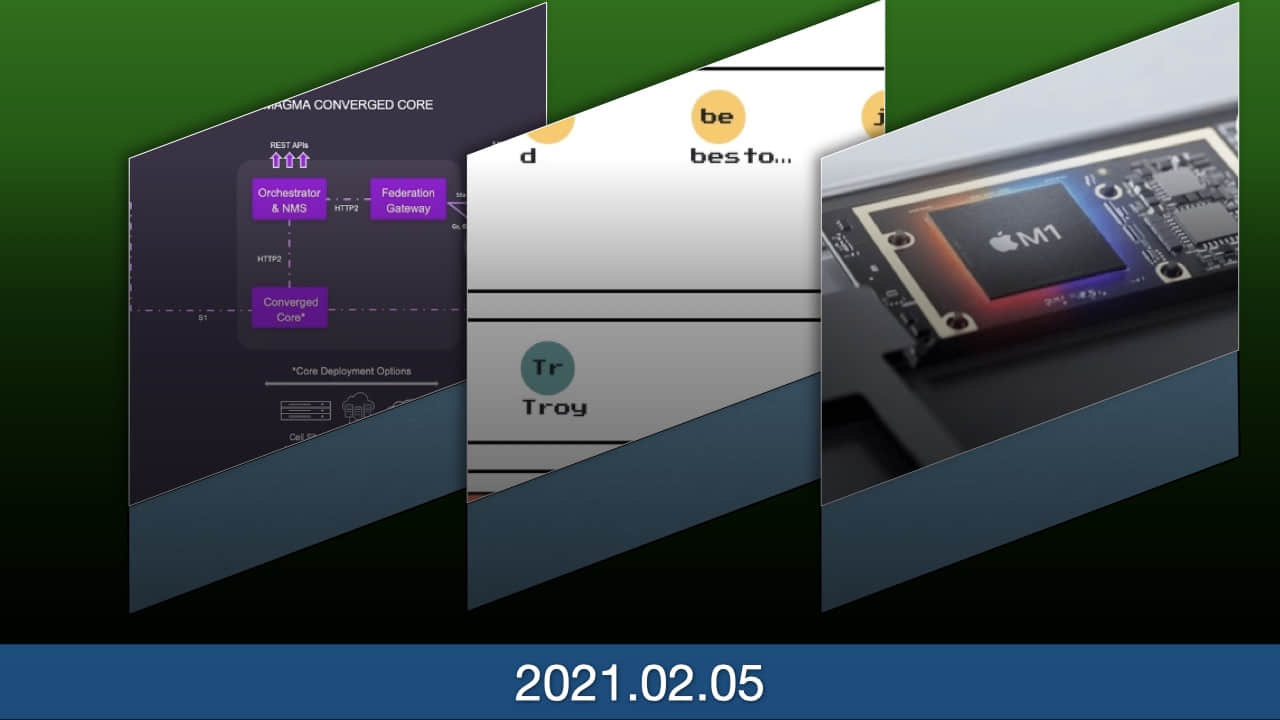 MAGMA CONVERGED CORE
REST APIs
Orchestrator
& NMS
HTTP2
Federation
Gateway
HTTP2
Converged
Core*
S1
*Core Deployment Options
d
be
besto...
j
Tr
Troy
M1
2021.02.05